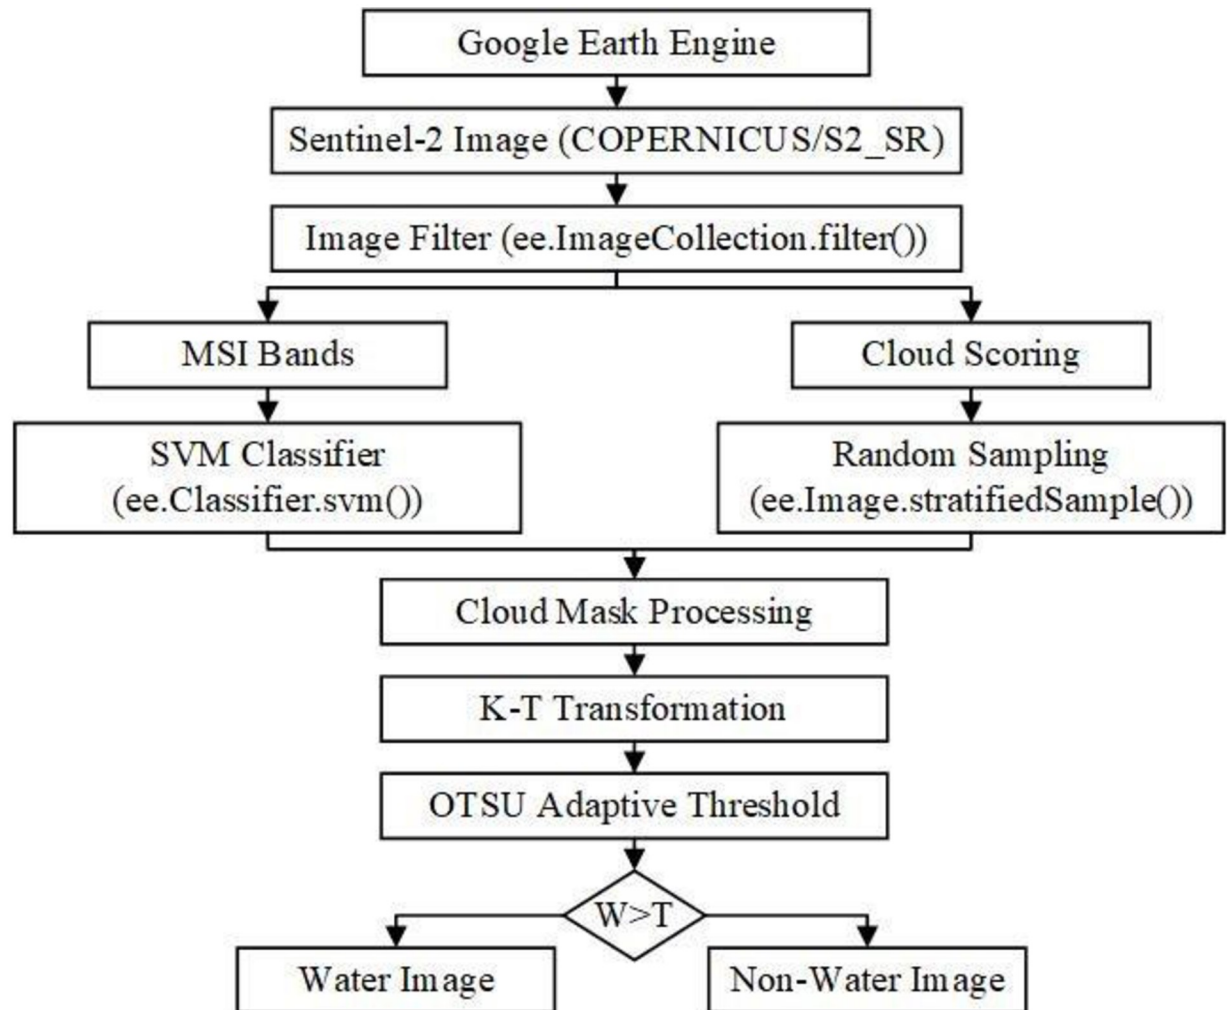 Google Earth Engine
Sentinel-2 Image (COPERNICUS/S2_SR)
Image Filter (ee.ImageCollection.filter())
MSI Bands
Cloud Scoring
SVM Classifier
(ee.Classifier.svm())
Random Sampling
(ee.Image.stratifiedSample())
Cloud Mask Processing
K-T Transformation
OTSU Adaptive Threshold
W>T
Water Image
Non-Water Image